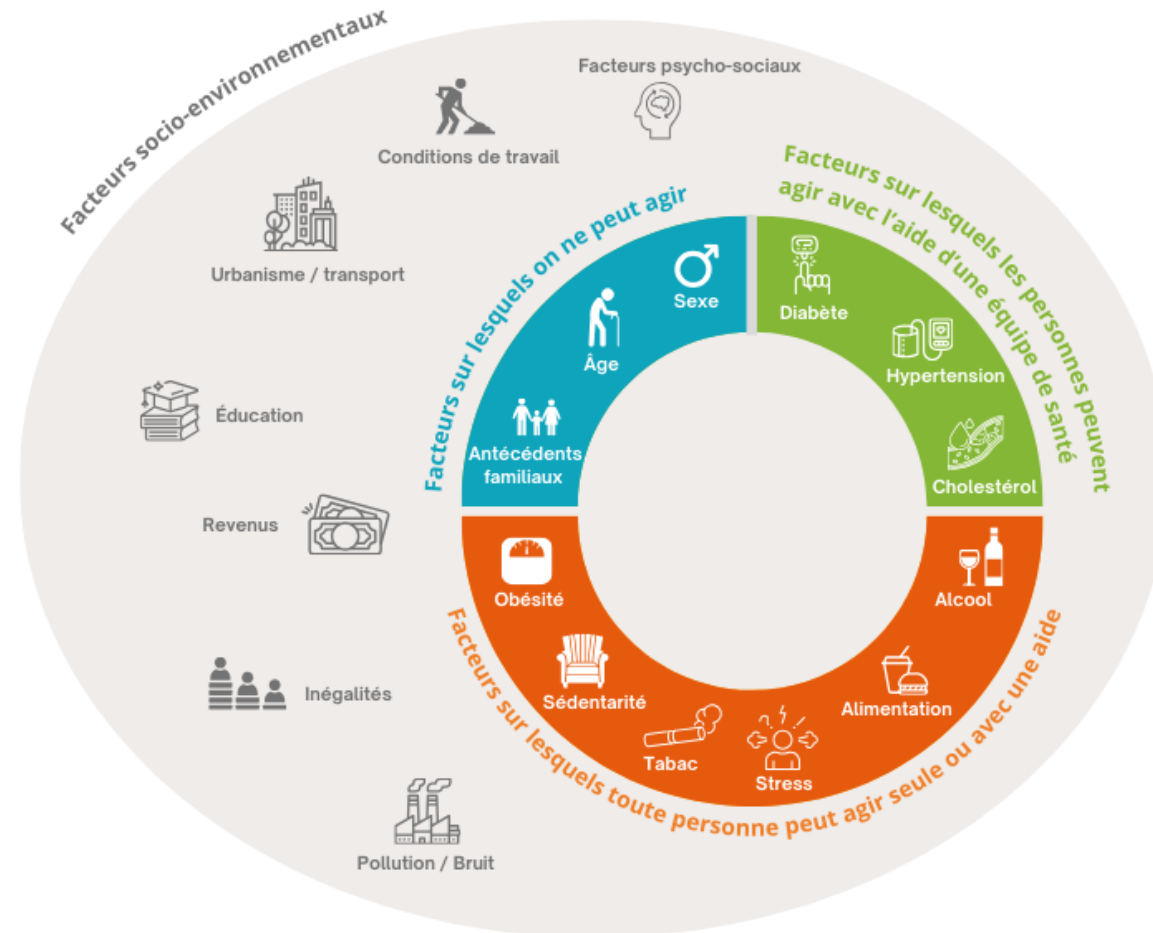 Facteurs socio-environnementaux
Facteurs psycho-sociaux
Conditions de travail
Urbanisme / transport
Éducation
Revenus
Inégalités
Pollution / Bruit
Facteurs sur lesquels on ne peut agir
Sexe
Âge
Antécédents
familiaux
Facteurs sur lesquels les personnes peuvent
agir avec l'aide d'une équipe de santé
Diabète
Hypertension
Cholestérol
Obésité
Sédentarité
Tabac
Stress
Alimentation
Alcool
Facteurs sur lesquels toute personne peut agir seule ou avec une aide